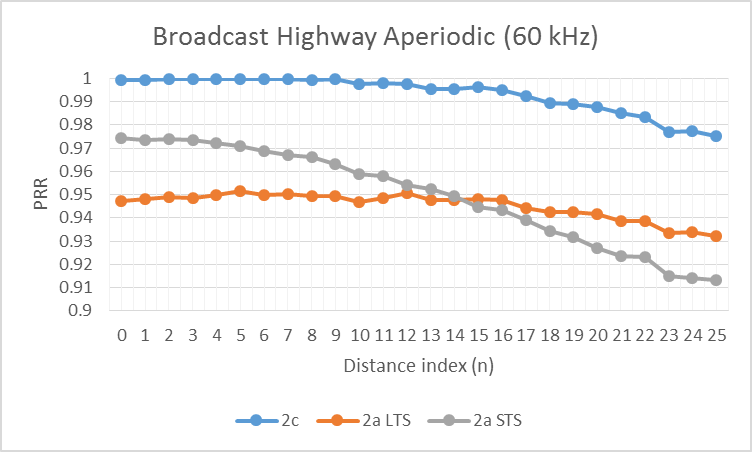 Broadcast Highway Aperiodic (60 kHz)
1
0.99
0.98
0.97
0.96
0.95
0.94
0.93
0.92
0.91
0.9
PRR
0 1 2 3 4 5 6 7 8 9 10 11 12 13 14 15 16 17 18 19 20 21 22 23 24 25
Distance index (n)
2c 2a LTS 2a STS